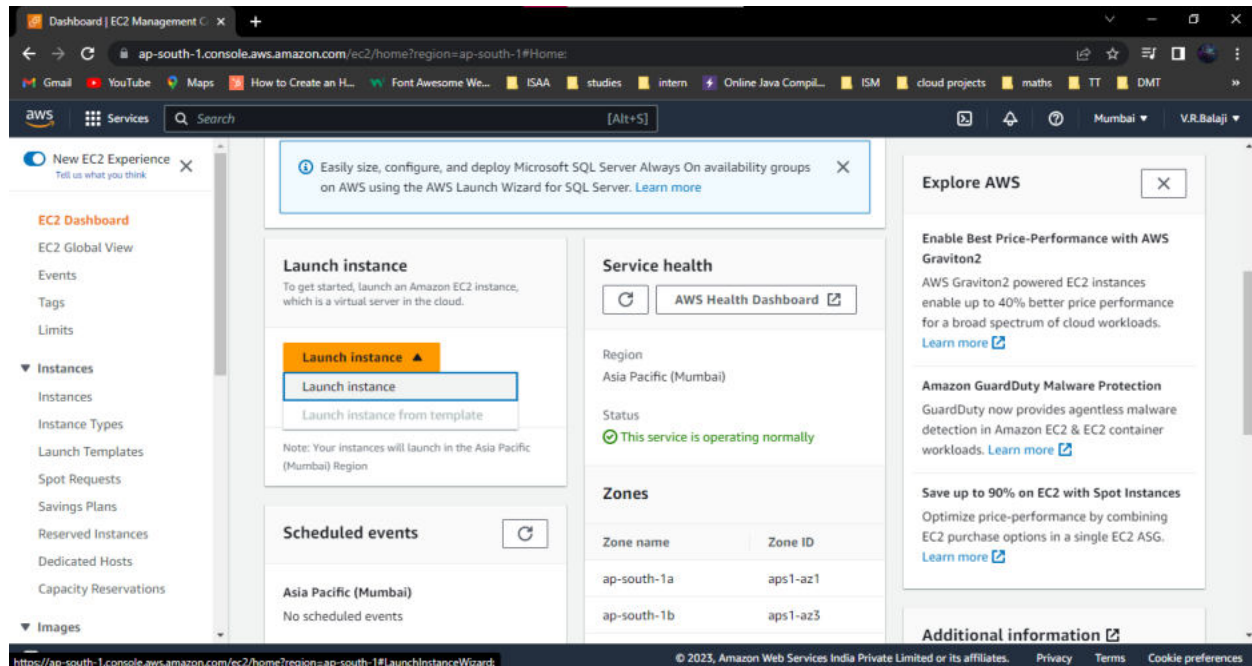 Dashboard | EC2 Management C
ap-south-1.console.aws.amazon.com/ec2/home?region=ap-south-1#Home:
Gmail YouTube Maps How to Create an H... Font Awesome We... ISAA studies intern Online Java Compil... ISM cloud projects maths TT DMT »
aws Services Search [Alt+S] Mumbai V.R.Balaji
New EC2 Experience
Tell us what you think
EC2 Dashboard
EC2 Global View
Events
Tags
Limits
Instances
Instances
Instance Types
Launch Templates
Spot Requests
Savings Plans
Reserved Instances
Dedicated Hosts
Capacity Reservations
Images
Easily size, configure, and deploy Microsoft SQL Server Always On availability groups
on AWS using the AWS Launch Wizard for SQL Server. Learn more
Launch instance
To get started, launch an Amazon EC2 instance,
which is a virtual server in the cloud.
Launch instance
Launch instance
Launch instance from template
Note: Your instances will launch in the Asia Pacific
(Mumbai) Region
Scheduled events
Asia Pacific (Mumbai)
No scheduled events
Service health
AWS Health Dashboard
Region
Asia Pacific (Mumbai)
Status
This service is operating normally
Zones
Zone name Zone ID
ap-south-1a aps1-az1
ap-south-1b aps1-az3
Explore AWS
Enable Best Price-Performance with AWS
Graviton2
AWS Graviton2 powered EC2 instances
enable up to 40% better price performance
for a broad spectrum of cloud workloads.
Learn more
Amazon GuardDuty Malware Protection
GuardDuty now provides agentless malware
detection in Amazon EC2 & EC2 container
workloads. Learn more
Save up to 90% on EC2 with Spot Instances
Optimize price-performance by combining
EC2 purchase options in a single EC2 ASG.
Learn more
Additional information
https://ap-south-1.console.aws.amazon.com/ec2/home?region=ap-south-1#LaunchInstanceWizard:
© 2023, Amazon Web Services India Private Limited or its affiliates. Privacy Terms Cookie preferences